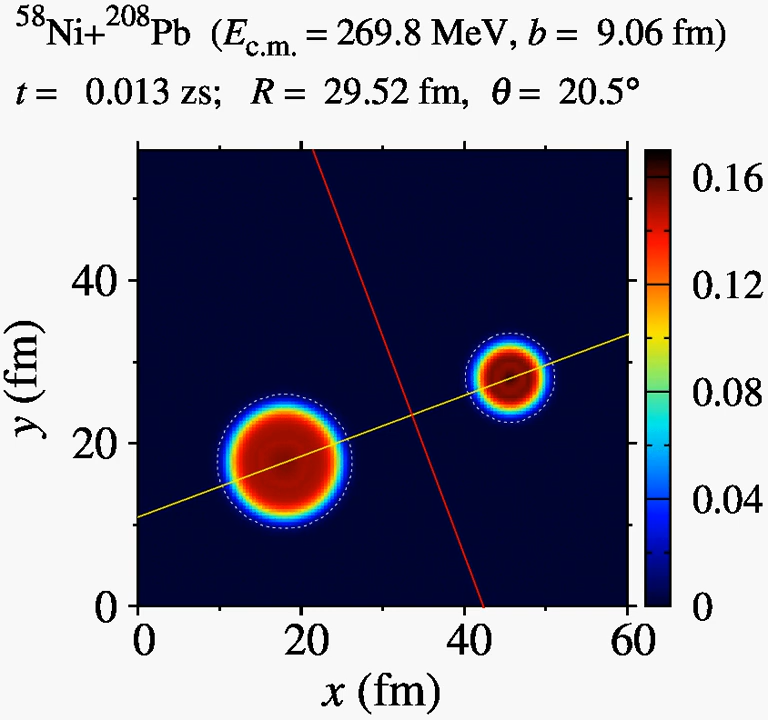 ⁵⁸Ni+²⁰⁸Pb (E_c.m. = 269.8 MeV, b = 9.06 fm)
t = 0.013 zs; R = 29.52 fm, θ = 20.5°
40
20
0
y (fm)
0 20 40 60
x (fm)
0.16
0.12
0.08
0.04
0